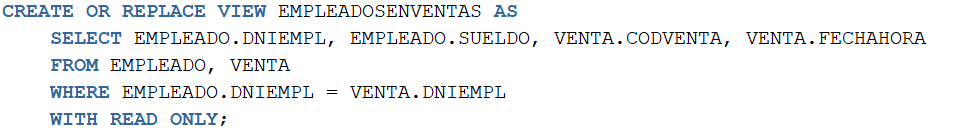 CREATE OR REPLACE VIEW EMPLEADOSENVENTAS AS
SELECT EMPLEADO.DNIEMPL, EMPLEADO.SUELDO, VENTA.CODVENTA, VENTA.FECHAHORA
FROM EMPLEADO, VENTA
WHERE EMPLEADO.DNIEMPL = VENTA.DNIEMPL
WITH READ ONLY;